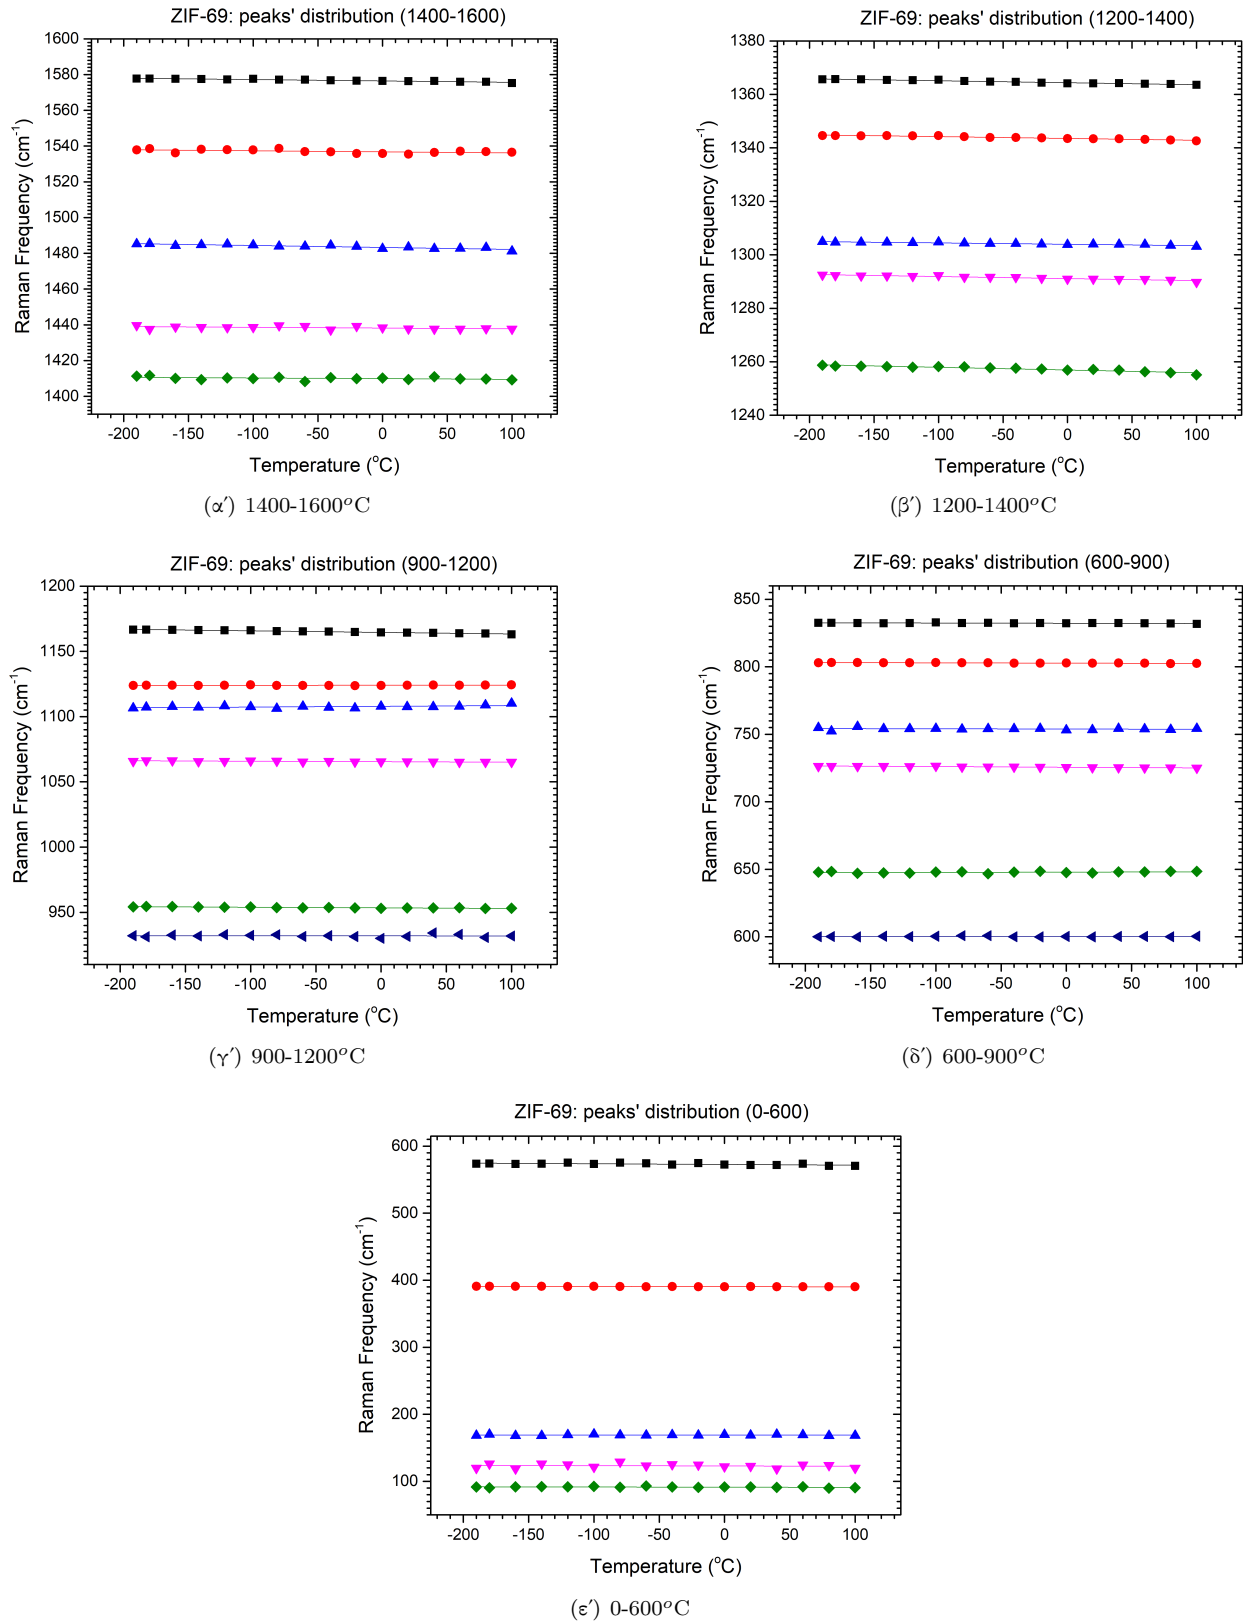 ZIF-69: peaks' distribution (1400-1600)
1600
1580
1560
1540
1520
1500
1480
1460
1440
1420
1400
Raman Frequency (cm⁻¹)
-200 -150 -100 -50 0 50 100
Temperature (°C)
(α′) 1400-1600°C
ZIF-69: peaks' distribution (1200-1400)
1380
1360
1340
1320
1300
1280
1260
1240
Raman Frequency (cm⁻¹)
-200 -150 -100 -50 0 50 100
Temperature (°C)
(β′) 1200-1400°C
ZIF-69: peaks' distribution (900-1200)
1200
1150
1100
1050
1000
950
Raman Frequency (cm⁻¹)
-200 -150 -100 -50 0 50 100
Temperature (°C)
(γ′) 900-1200°C
ZIF-69: peaks' distribution (600-900)
850
800
750
700
650
600
Raman Frequency (cm⁻¹)
-200 -150 -100 -50 0 50 100
Temperature (°C)
(δ′) 600-900°C
ZIF-69: peaks' distribution (0-600)
600
500
400
300
200
100
Raman Frequency (cm⁻¹)
-200 -150 -100 -50 0 50 100
Temperature (°C)
(ε′) 0-600°C